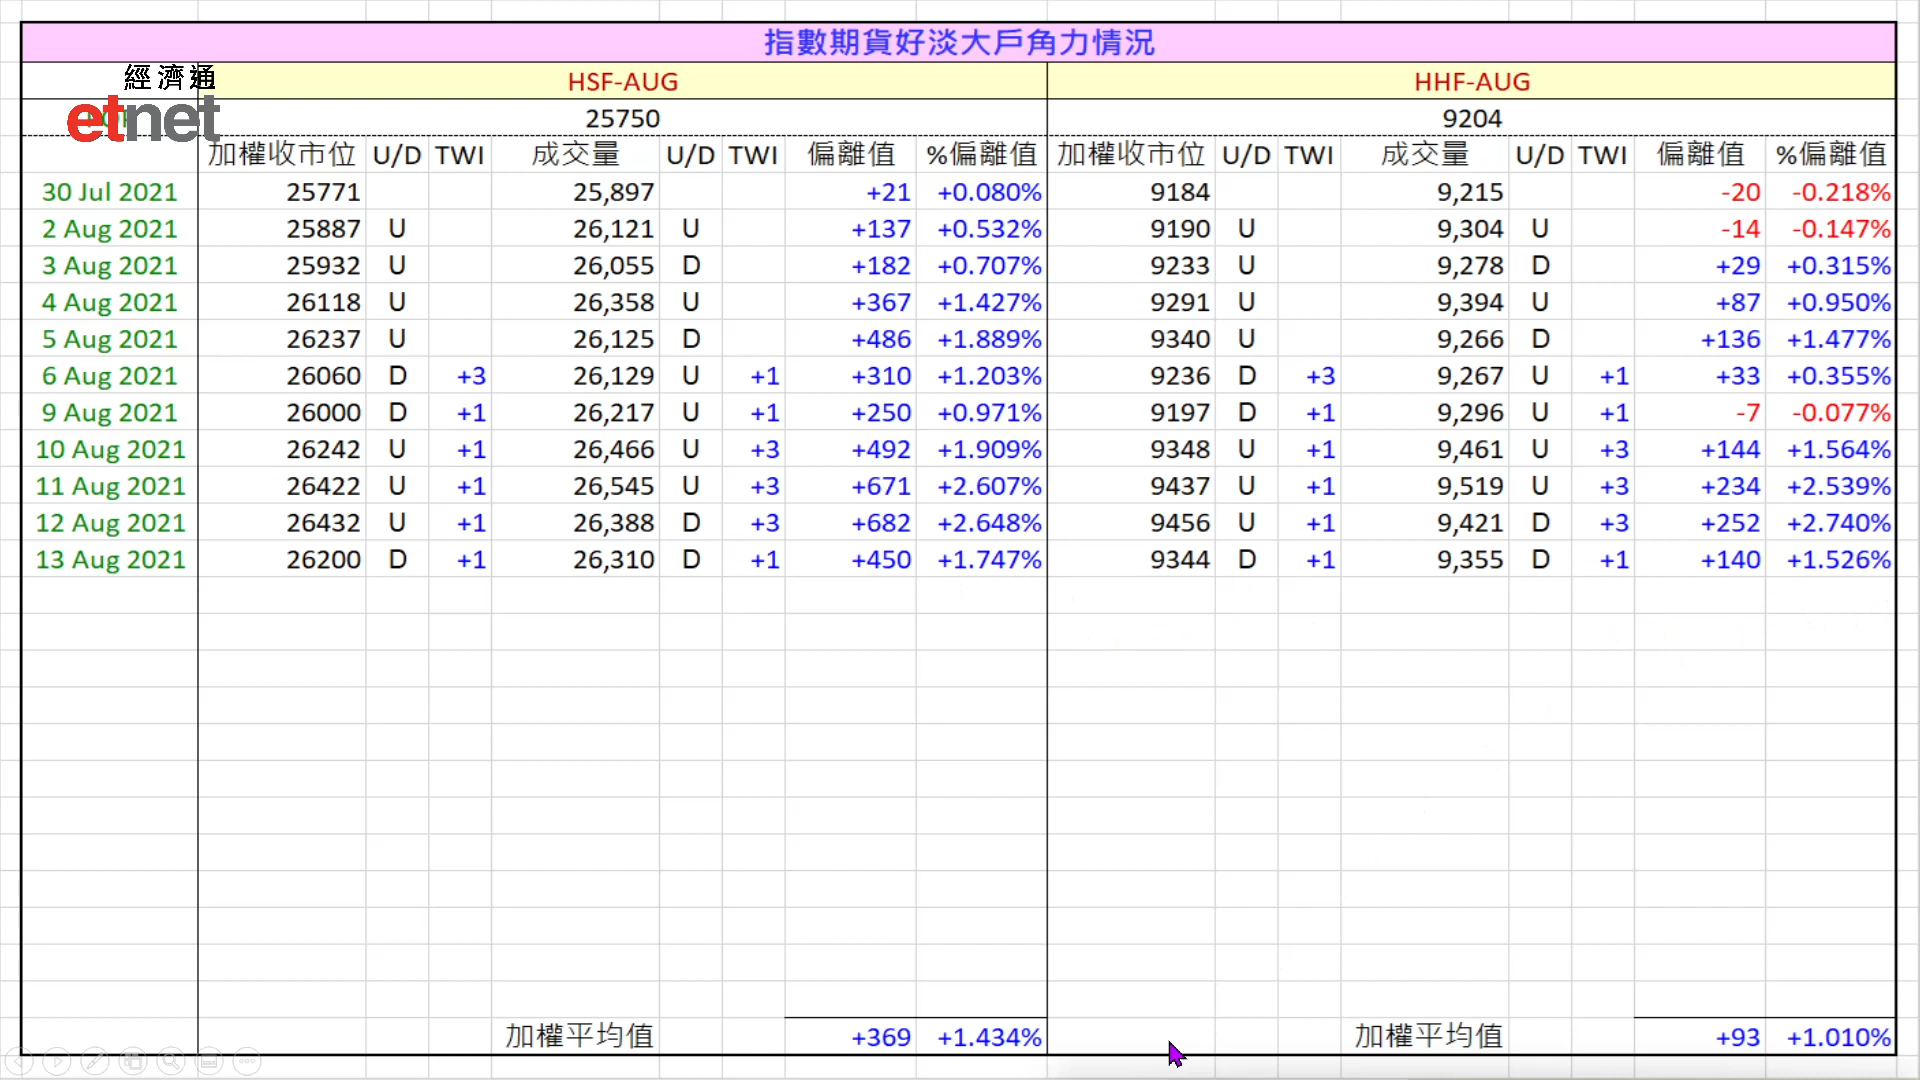 指數期貨好淡大戶角力情況
經濟通 HSF-AUG HHF-AUG
etnet 25750 9204
加權收市位 U/D TWI 成交量 U/D TWI 偏離值 %偏離值 加權收市位 U/D TWI 成交量 U/D TWI 偏離值 %偏離值
30 Jul 2021 25771 25,897 +21 +0.080% 9184 9,215 -20 -0.218%
2 Aug 2021 25887 U 26,121 U +137 +0.532% 9190 U 9,304 U -14 -0.147%
3 Aug 2021 25932 U 26,055 D +182 +0.707% 9233 U 9,278 D +29 +0.315%
4 Aug 2021 26118 U 26,358 U +367 +1.427% 9291 U 9,394 U +87 +0.950%
5 Aug 2021 26237 U 26,125 D +486 +1.889% 9340 U 9,266 D +136 +1.477%
6 Aug 2021 26060 D +3 26,129 U +1 +310 +1.203% 9236 D +3 9,267 U +1 +33 +0.355%
9 Aug 2021 26000 D +1 26,217 U +1 +250 +0.971% 9197 D +1 9,296 U +1 -7 -0.077%
10 Aug 2021 26242 U +1 26,466 U +3 +492 +1.909% 9348 U +1 9,461 U +3 +144 +1.564%
11 Aug 2021 26422 U +1 26,545 U +3 +671 +2.607% 9437 U +1 9,519 U +3 +234 +2.539%
12 Aug 2021 26432 U +1 26,388 D +3 +682 +2.648% 9456 U +1 9,421 D +3 +252 +2.740%
13 Aug 2021 26200 D +1 26,310 D +1 +450 +1.747% 9344 D +1 9,355 D +1 +140 +1.526%
加權平均值 +369 +1.434% 加權平均值 +93 +1.010%